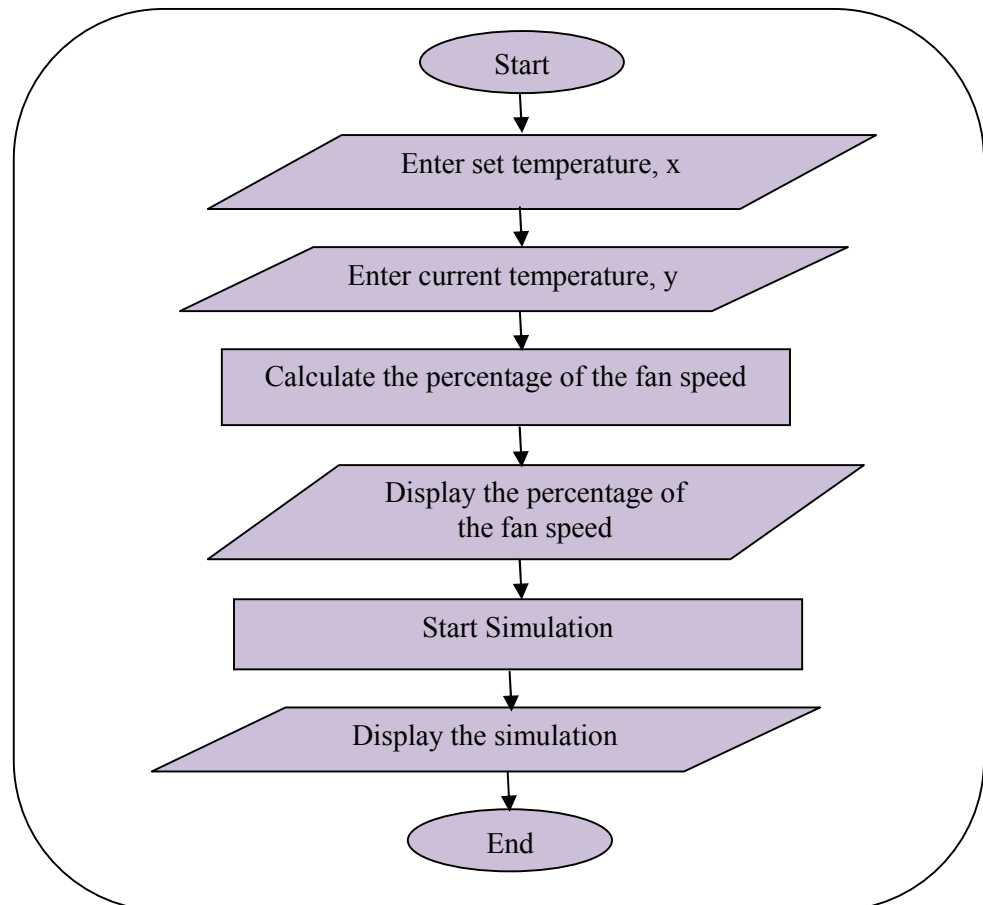 Start
Enter set temperature, x
Enter current temperature, y
Calculate the percentage of the fan speed
Display the percentage of
the fan speed
Start Simulation
Display the simulation
End